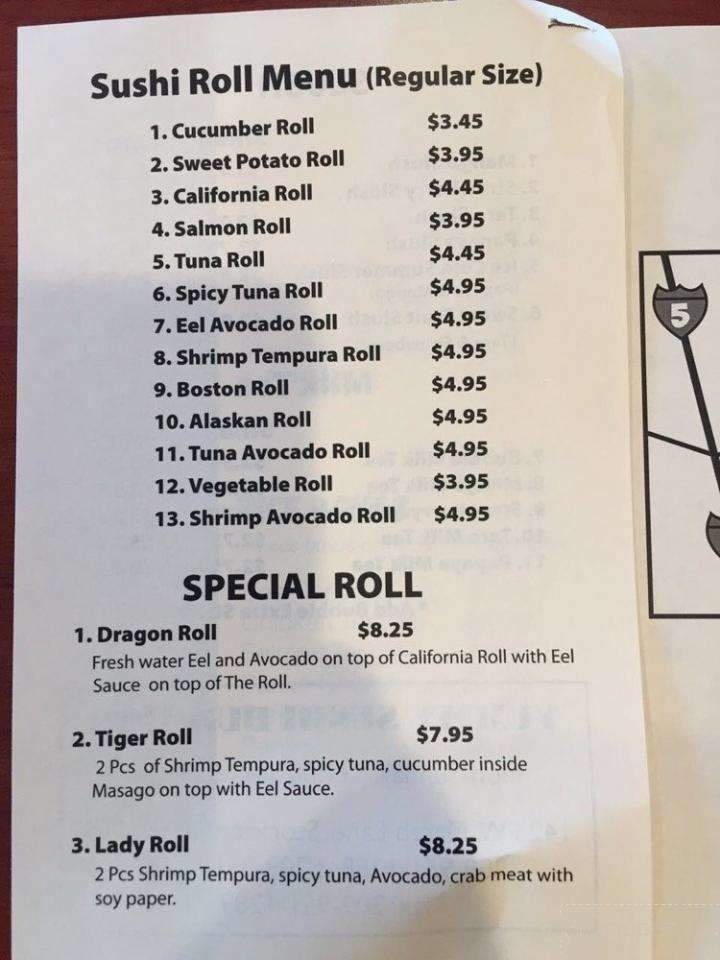 Sushi Roll Menu (Regular Size)
1. Cucumber Roll $3.45
2. Sweet Potato Roll $3.95
3. California Roll $4.45
4. Salmon Roll $3.95
5. Tuna Roll $4.45
6. Spicy Tuna Roll $4.95
7. Eel Avocado Roll $4.95
8. Shrimp Tempura Roll $4.95
9. Boston Roll $4.95
10. Alaskan Roll $4.95
11. Tuna Avocado Roll $4.95
12. Vegetable Roll $3.95
13. Shrimp Avocado Roll $4.95
SPECIAL ROLL
1. Dragon Roll $8.25
Fresh water Eel and Avocado on top of California Roll with Eel
Sauce on top of The Roll.
2. Tiger Roll $7.95
2 Pcs of Shrimp Tempura, spicy tuna, cucumber inside
Masago on top with Eel Sauce.
3. Lady Roll $8.25
2 Pcs Shrimp Tempura, spicy tuna, Avocado, crab meat with
soy paper.
5